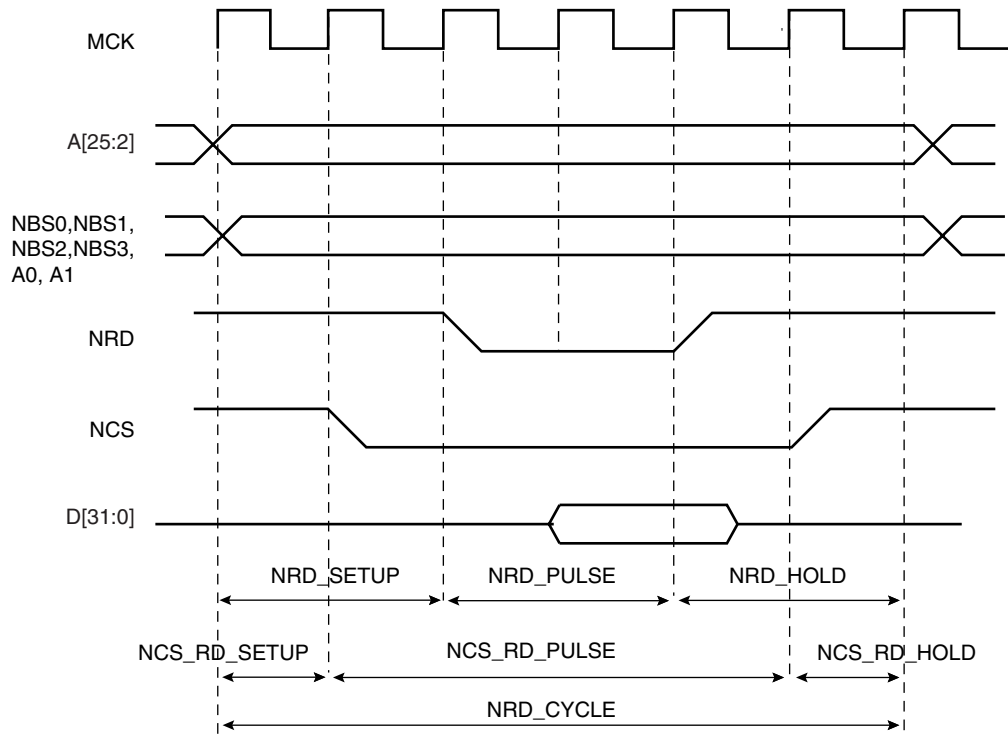 MCK
A[25:2]
NBS0,NBS1,
NBS2,NBS3,
A0, A1
NRD
NCS
D[31:0]
NRD_SETUP
NRD_PULSE
NRD_HOLD
NCS_RD_SETUP
NCS_RD_PULSE
NCS_RD_HOLD
NRD_CYCLE